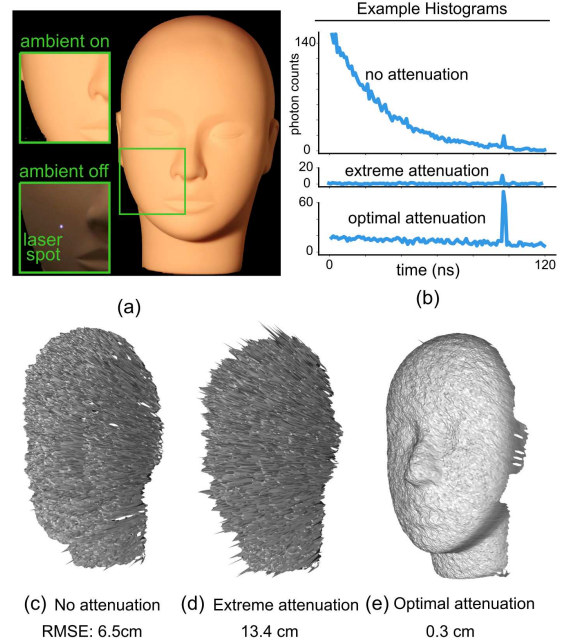 ambient on
ambient off
laser
spot
(a)
Example Histograms
photon counts
140
no attenuation
0
20
extreme attenuation
0
60
optimal attenuation
0
0
time (ns)
120
(b)
(c) No attenuation
(d) Extreme attenuation
(e) Optimal attenuation
RMSE: 6.5cm
13.4 cm
0.3 cm